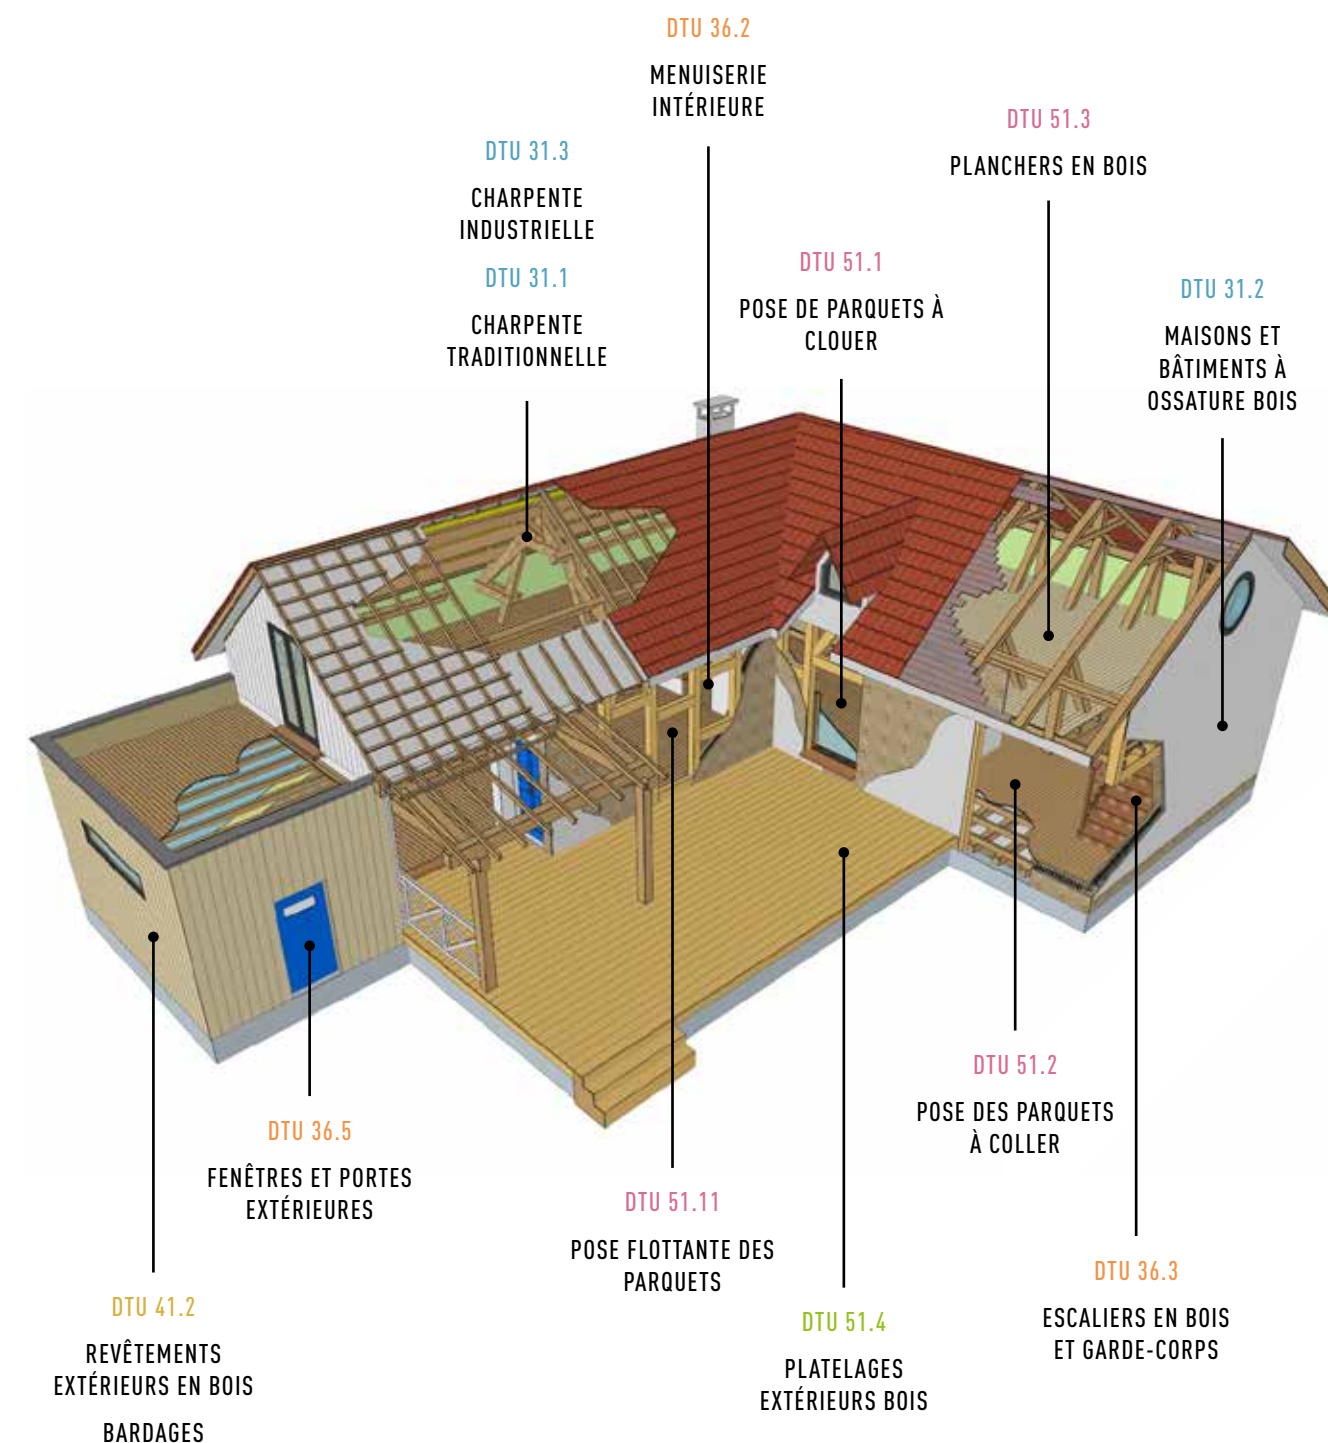 DTU 36.2
MENUISERIE
INTÉRIEURE
DTU 51.3
PLANCHERS EN BOIS
DTU 31.3
CHARPENTE
INDUSTRIELLE
DTU 31.1
CHARPENTE
TRADITIONNELLE
DTU 51.1
POSE DE PARQUETS À
CLOUER
DTU 31.2
MAISONS ET
BÂTIMENTS À
OSSATURE BOIS
DTU 51.2
POSE DES PARQUETS
À COLLER
DTU 36.5
FENÊTRES ET PORTES
EXTÉRIEURES
DTU 51.11
POSE FLOTTANTE DES
PARQUETS
DTU 36.3
ESCALIERS EN BOIS
ET GARDE-CORPS
DTU 41.2
REVÊTEMENTS
EXTÉRIEURS EN BOIS
BARDAGES
DTU 51.4
PLATELAGES
EXTÉRIEURS BOIS